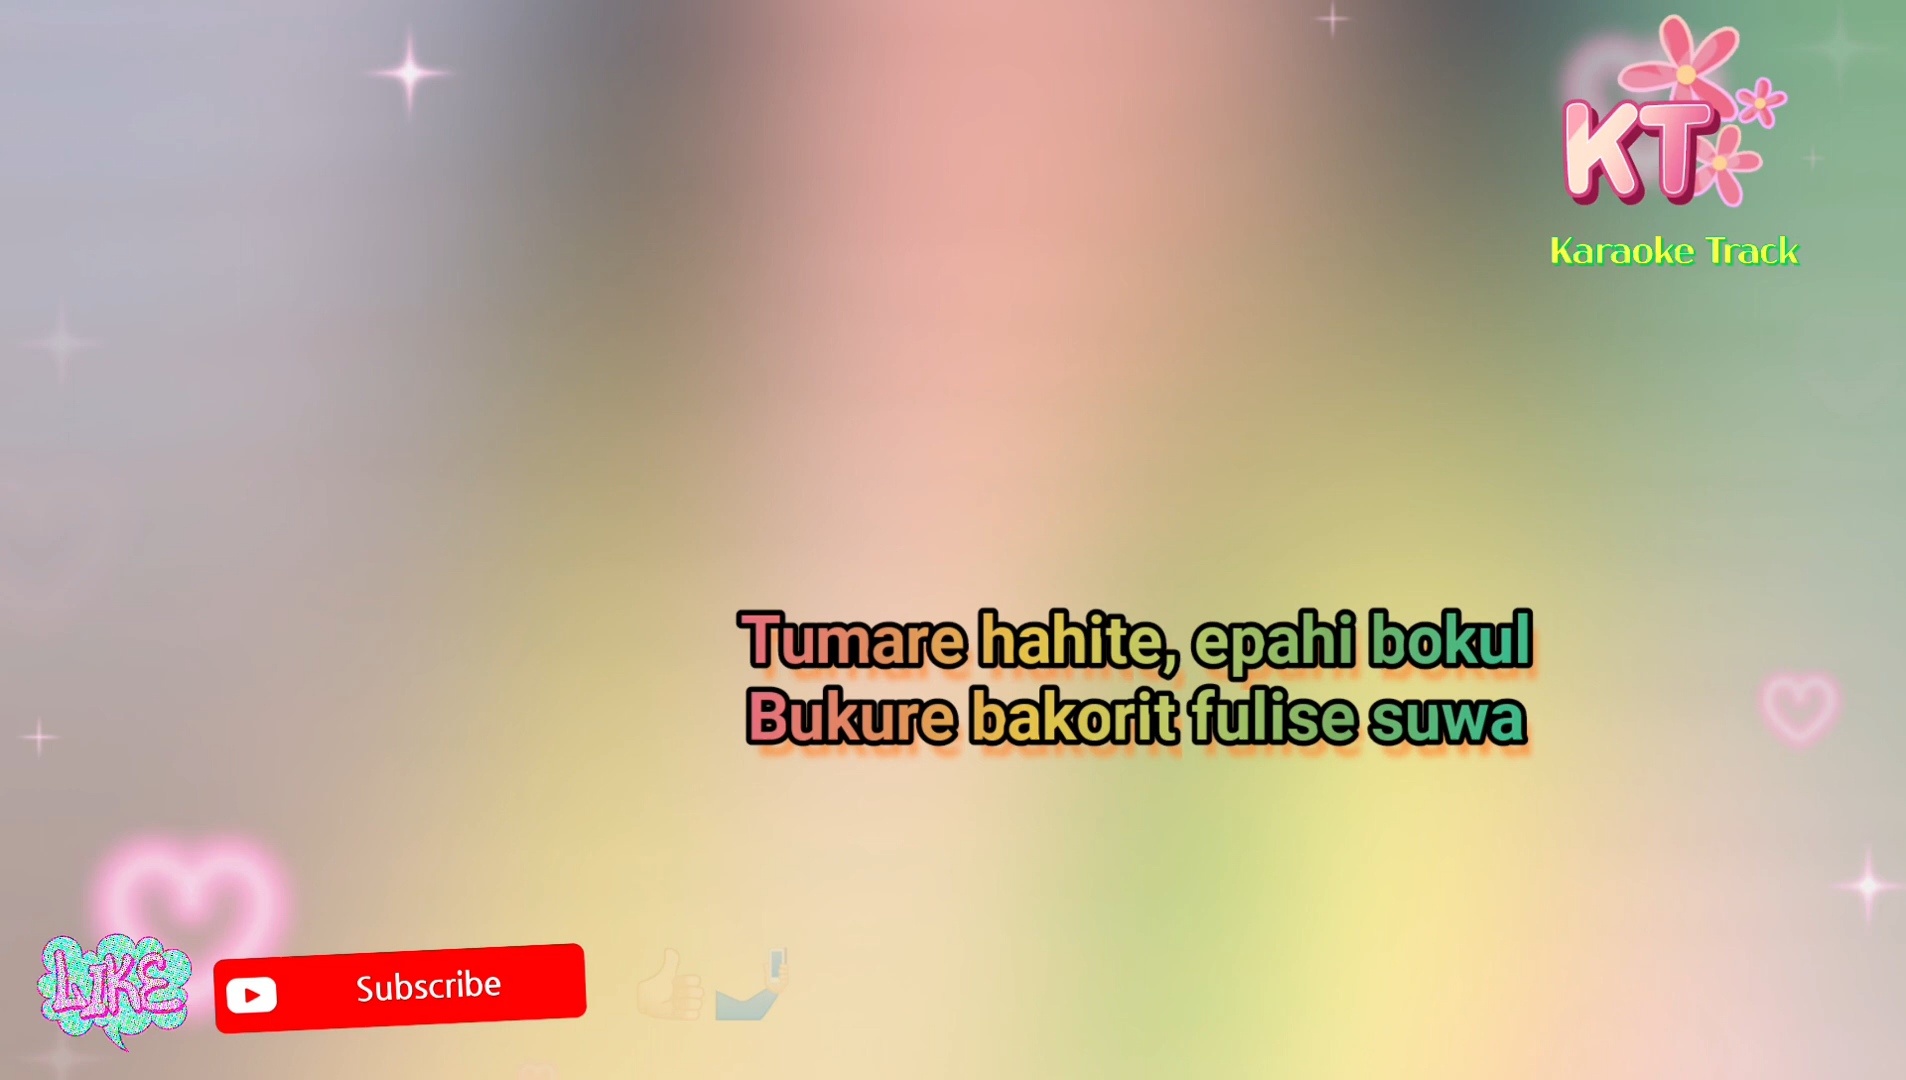 KT
Karaoke Track
Tumare hahite, epahi bokul
Bukure bakorit fulise suwa
LIKE
Subscribe